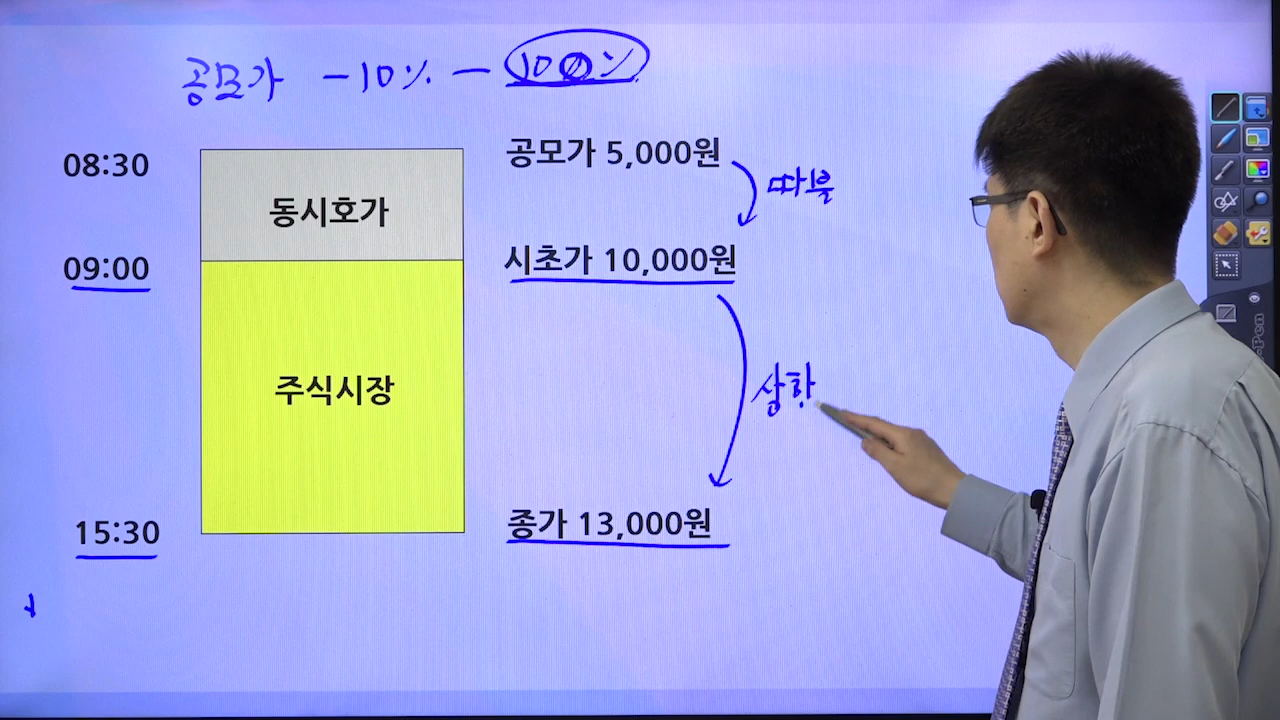 공모가 -10% - 100%
08:30
공모가 5,000원
따블
동시호가
09:00
시초가 10,000원
주식시장
상한
15:30
종가 13,000원